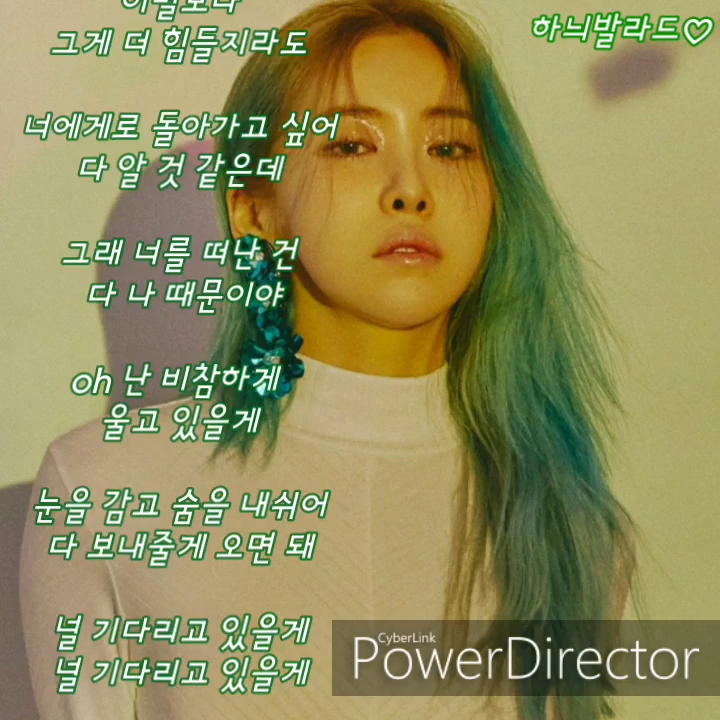 이별보다
그게 더 힘들지라도
하늬발라드♡
너에게로 돌아가고 싶어
다 알 것 같은데
그래 너를 떠난 건
다 나 때문이야
oh 난 비참하게
울고 있을게
눈을 감고 숨을 내쉬어
다 보내줄게 오면 돼
널 기다리고 있을게
널 기다리고 있을게
CyberLink
PowerDirector